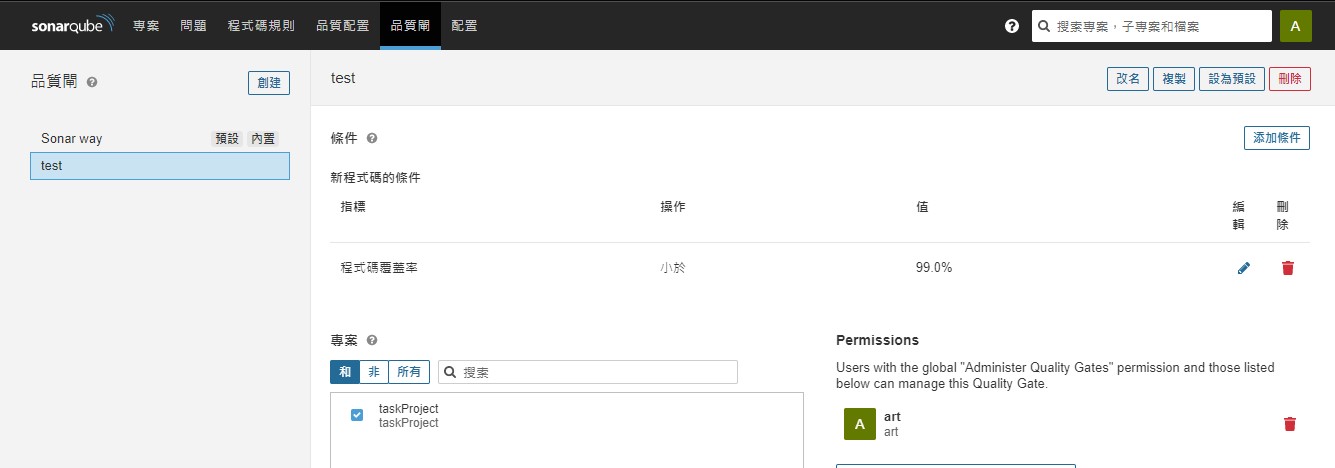 sonarqube 專案 問題 程式碼規則 品質配置 品質閘 配置 ? 搜索專案，子專案和檔案 A
品質閘 ? 創建
Sonar way 預設 內置
test
test 改名 複製 設為預設 刪除
條件 ? 添加條件
新程式碼的條件
指標 操作 值 編輯 刪除
程式碼覆蓋率 小於 99.0%
專案 ?
和 非 所有 搜索
taskProject
taskProject
Permissions
Users with the global "Administer Quality Gates" permission and those listed
below can manage this Quality Gate.
A art
art